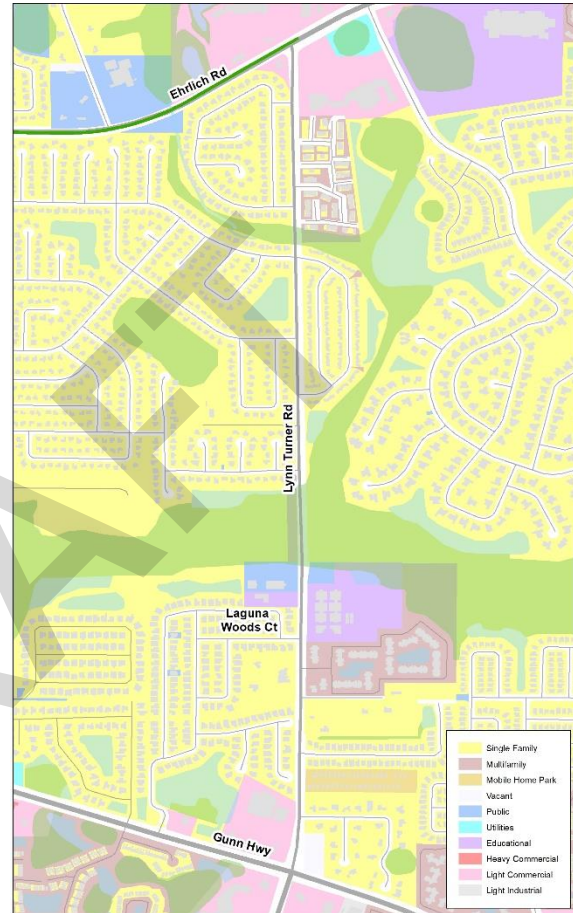 Ehrlich Rd
Lynn Turner Rd
Laguna
Woods Ct
Gunn Hwy
Single Family
Multifamily
Mobile Home Park
Vacant
Public
Utilities
Educational
Heavy Commercial
Light Commercial
Light Industrial